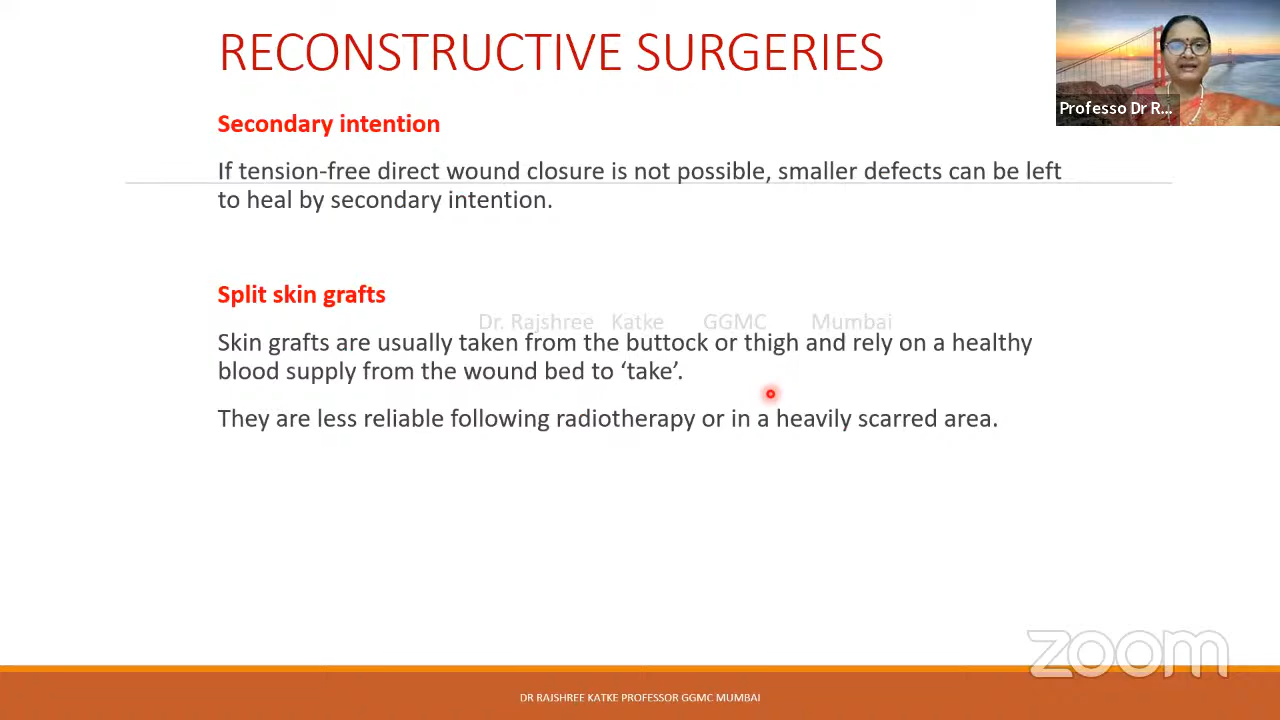 RECONSTRUCTIVE SURGERIES
Professo Dr R...
Secondary intention
If tension-free direct wound closure is not possible, smaller defects can be left
to heal by secondary intention.
Split skin grafts
Dr. Rajshree Katke GGMC Mumbai
Skin grafts are usually taken from the buttock or thigh and rely on a healthy
blood supply from the wound bed to ‘take’.
They are less reliable following radiotherapy or in a heavily scarred area.
zoom
DR RAJSHREE KATKE PROFESSOR GGMC MUMBAI